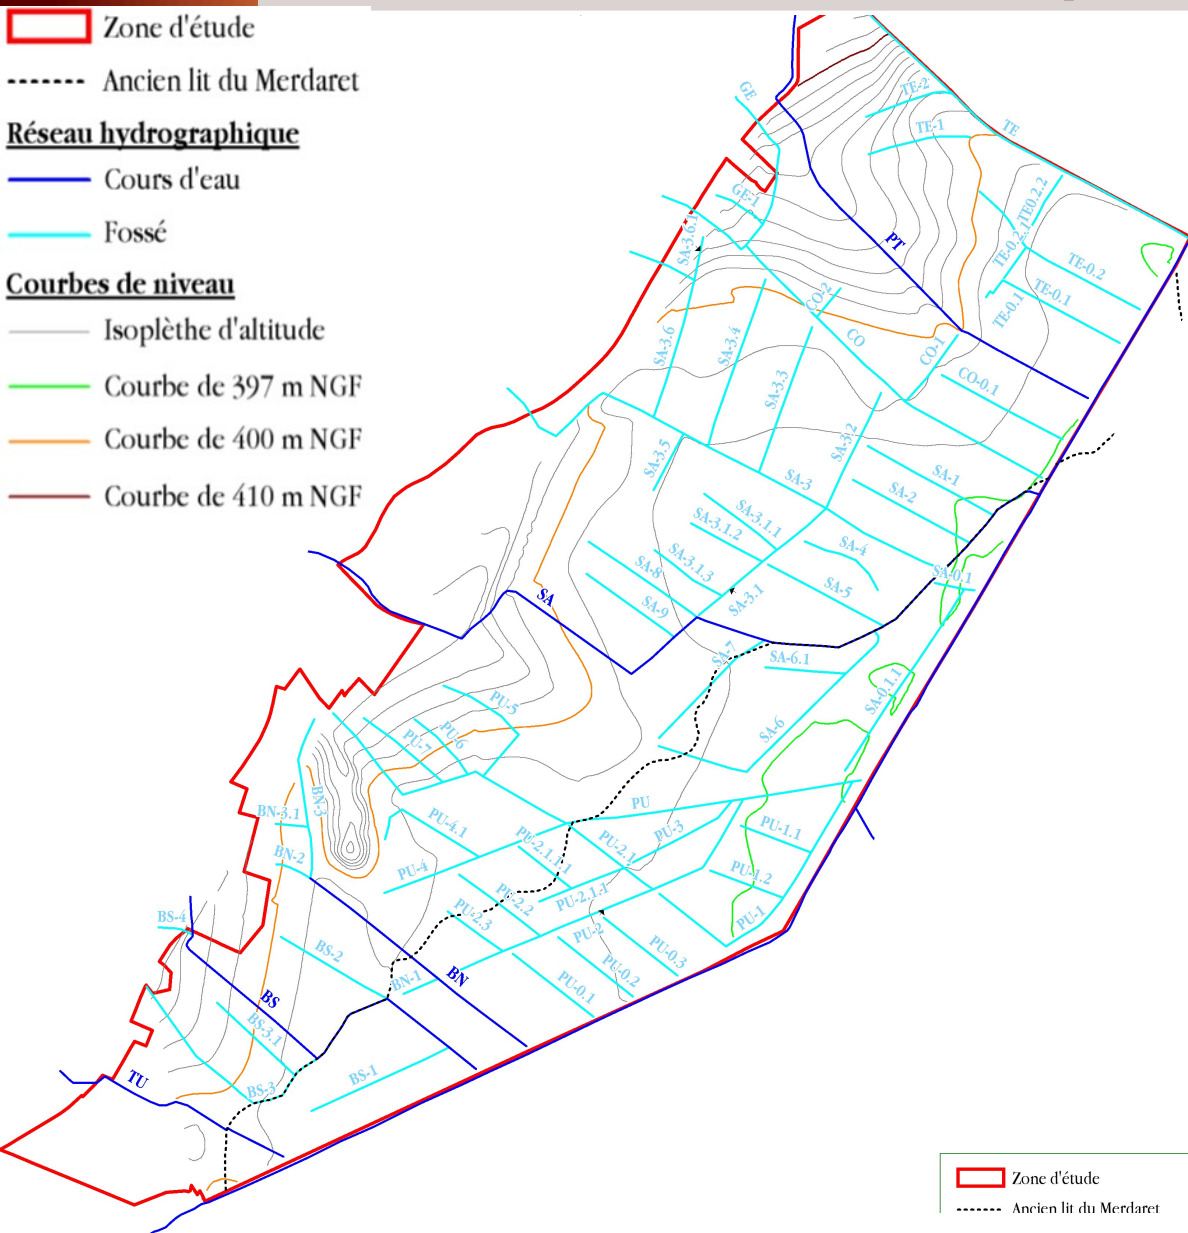 Zone d'étude
Ancien lit du Merdaret
Réseau hydrographique
Cours d'eau
Fossé
Courbes de niveau
Isoplèthe d'altitude
Courbe de 397 m NGF
Courbe de 400 m NGF
Courbe de 410 m NGF
GE
TE-2
TE-1
TE
GE-1
TE0.2.2
SA-3.6.1
PT
TE-0.2.1
TE-0.2
TE-0.1
TE-0.1
CO-2
CO
CO-1
SA-3.6
SA-3.4
SA-3.3
CO-0.1
SA-3.2
SA-3.5
SA-3
SA-1
SA-2
SA-3.1.1
SA-3.1.2
SA-4
SA-3.1.3
SA-8
SA-0.1
SA-5
SA-3.1
SA
SA-9
SA-7
SA-6.1
SA-0.1.1
SA-6
PU-5
PU-6
PU-7
BN-3
BN-3.1
PU
PU-4.1
PU-3
PU-1.1
PU-2.1
PU-2.1.1.1
BN-2
PU-4
PU-1.2
PU-2.2
PU-2.1.1
PU-2.3
PU-1
BS-4
PU-2
BS-2
PU-0.3
BN-1
BN
PU-0.2
PU-0.1
BS
BS-3.1
TU
BS-1
BS-3
Zone d'étude
Ancien lit du Merdaret